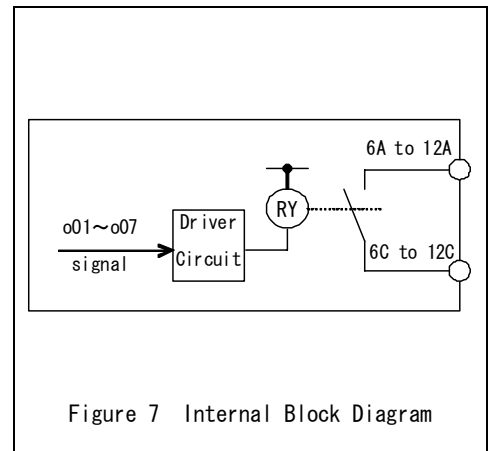 6A to 12A
RY
o01～o07
signal
Driver
Circuit
6C to 12C
Figure 7 Internal Block Diagram